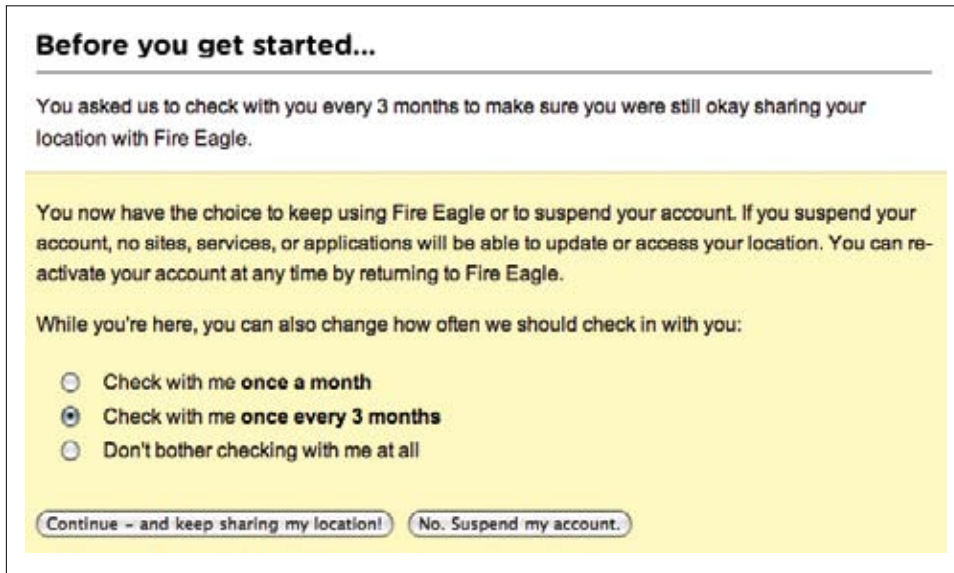 Before you get started...
You asked us to check with you every 3 months to make sure you were still okay sharing your
location with Fire Eagle.
You now have the choice to keep using Fire Eagle or to suspend your account. If you suspend your
account, no sites, services, or applications will be able to update or access your location. You can re-
activate your account at any time by returning to Fire Eagle.
While you're here, you can also change how often we should check in with you:
Check with me once a month
Check with me once every 3 months
Don't bother checking with me at all
Continue – and keep sharing my location! No. Suspend my account.